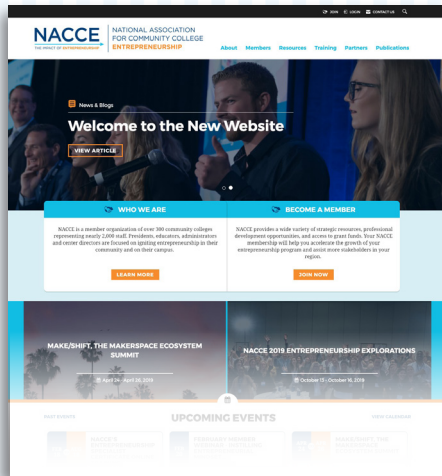 JOIN LOGIN CONTACT US
NACCE
THE IMPACT OF ENTREPRENEURSHIP
NATIONAL ASSOCIATION
FOR COMMUNITY COLLEGE
ENTREPRENEURSHIP
About Members Resources Training Partners Publications
News & Blogs
Welcome to the New Website
VIEW ARTICLE
WHO WE ARE
NACCE is a member organization of over 300 community colleges
representing nearly 2,000 staff. Presidents, educators, administrators
and center directors are focused on igniting entrepreneurship in their
community and on their campus.
LEARN MORE
BECOME A MEMBER
NACCE provides a wide variety of strategic resources, professional
development opportunities, and access to grant funds. Your NACCE
membership will help you accelerate the growth of your
entrepreneurship program and assist more stakeholders in your
region.
JOIN NOW
MAKE/SHIFT, THE MAKERSPACE ECOSYSTEM
SUMMIT
NACCE 2019 ENTREPRENEURSHIP EXPLORATIONS
October 13 - October 16, 2019
PAST EVENTS
UPCOMING EVENTS
VIEW CALENDAR